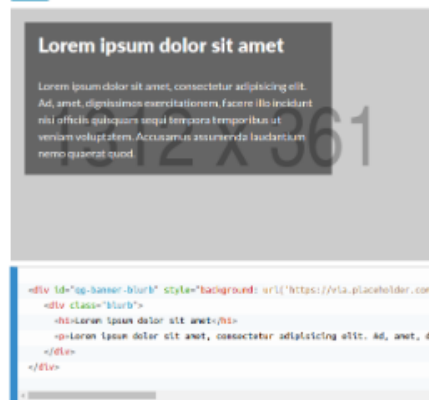 Lorem ipsum dolor sit amet
Lorem ipsum dolor sit amet, consectetur adipisicing elit.
Ad, amet, dignissimos exercitationem, facere illo incidunt
nisi officiis quisquam sequi tempora temporibus ut
veniam voluptatem. Accusamus assumenda laudantium
nemo quaerat quod.
1912 X 361
<div id="qg-banner-blurb" style="background: url('https://via.placeholder.com
<div class="blurb">
<h1>Lorem ipsum dolor sit amet</h1>
<p>Lorem ipsum dolor sit amet, consectetur adipisicing elit. Ad, amet, d
</div>
</div>